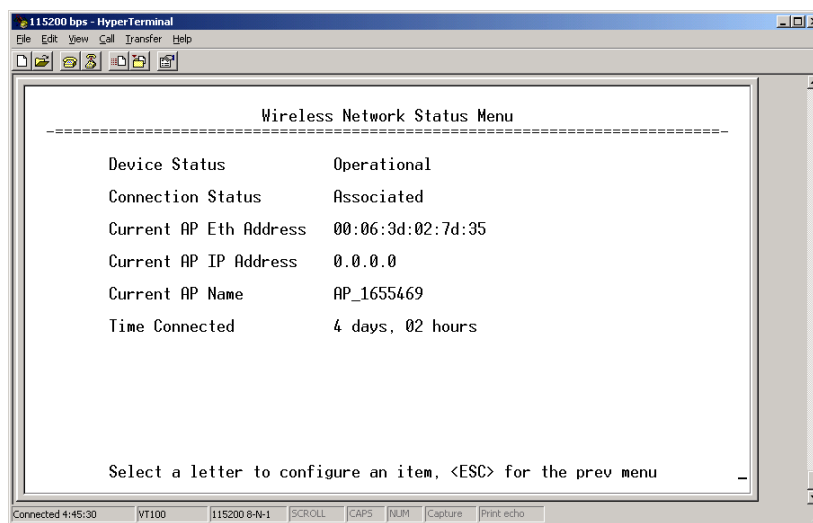 115200 bps - HyperTerminal
File Edit View Call Transfer Help
Wireless Network Status Menu
-==========================================================================-
Device Status Operational
Connection Status Associated
Current AP Eth Address 00:06:3d:02:7d:35
Current AP IP Address 0.0.0.0
Current AP Name AP_1655469
Time Connected 4 days, 02 hours
Select a letter to configure an item, <ESC> for the prev menu _
Connected 4:45:30 VT100 115200 8-N-1 SCROLL CAPS NUM Capture Print echo